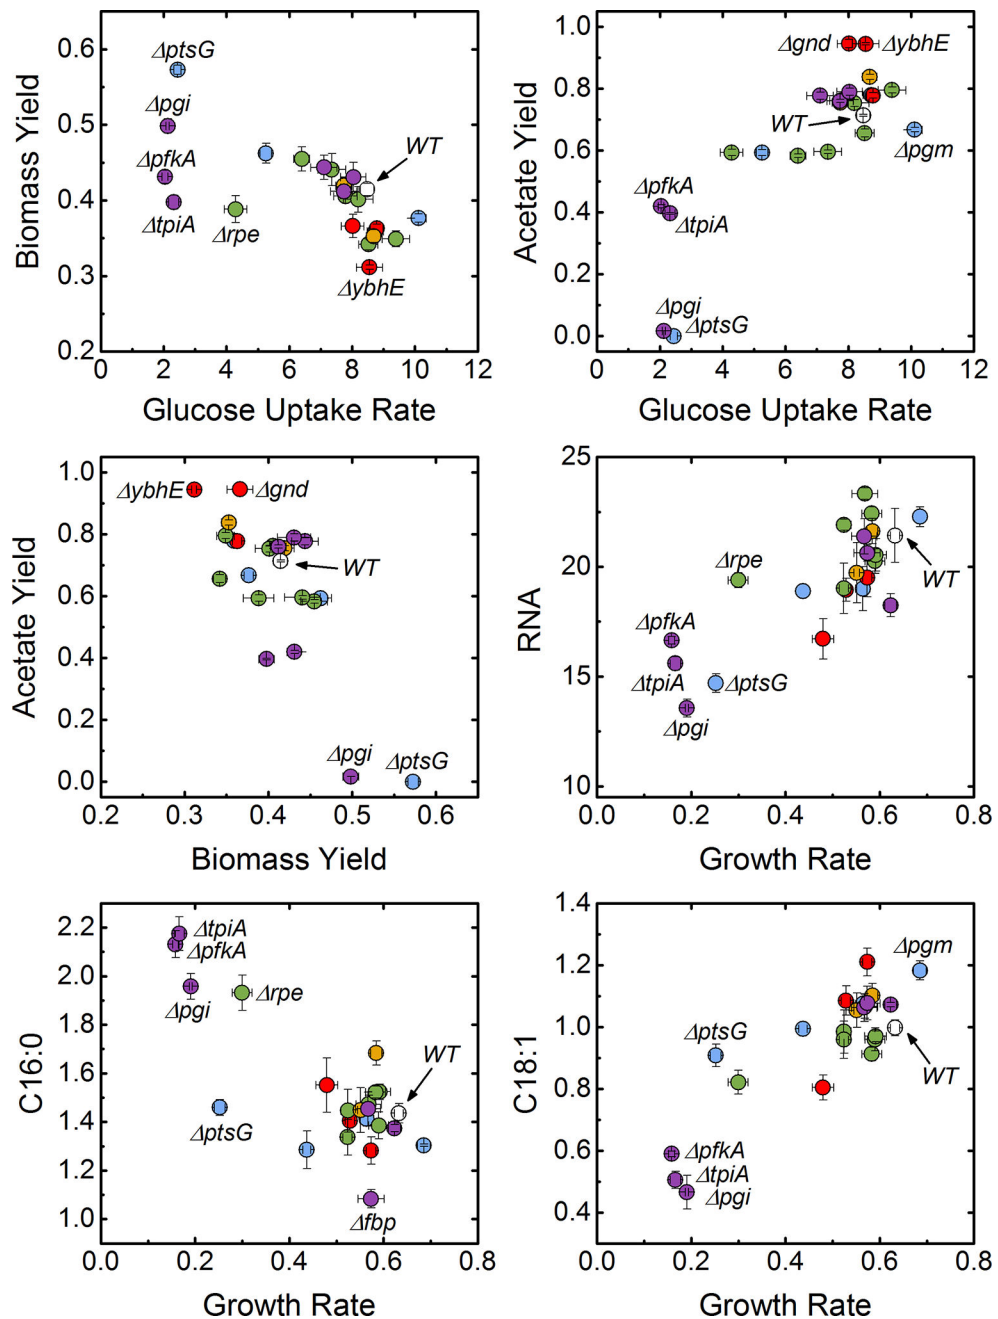 0.6
0.5
0.4
0.3
0.2
Biomass Yield
ΔptsG
Δpgi
ΔpfkA
ΔtpiA
Δrpe
WT
ΔybhE
0 2 4 6 8 10 12
Glucose Uptake Rate
1.0
0.8
0.6
0.4
0.2
0.0
Acetate Yield
Δgnd
ΔybhE
WT
Δpgm
ΔpfkA
ΔtpiA
Δpgi
ΔptsG
0 2 4 6 8 10 12
Glucose Uptake Rate
1.0
0.8
0.6
0.4
0.2
0.0
Acetate Yield
ΔybhE
Δgnd
WT
Δpgi
ΔptsG
0.2 0.3 0.4 0.5 0.6
Biomass Yield
25
20
15
10
RNA
Δrpe
WT
ΔpfkA
ΔtpiA
ΔptsG
Δpgi
0.0 0.2 0.4 0.6 0.8
Growth Rate
2.2
2.0
1.8
1.6
1.4
1.2
1.0
C16:0
ΔtpiA
ΔpfkA
Δpgi
Δrpe
WT
ΔptsG
Δfbp
0.0 0.2 0.4 0.6 0.8
Growth Rate
1.4
1.2
1.0
0.8
0.6
0.4
C18:1
Δpgm
ΔptsG
WT
ΔpfkA
ΔtpiA
Δpgi
0.0 0.2 0.4 0.6 0.8
Growth Rate